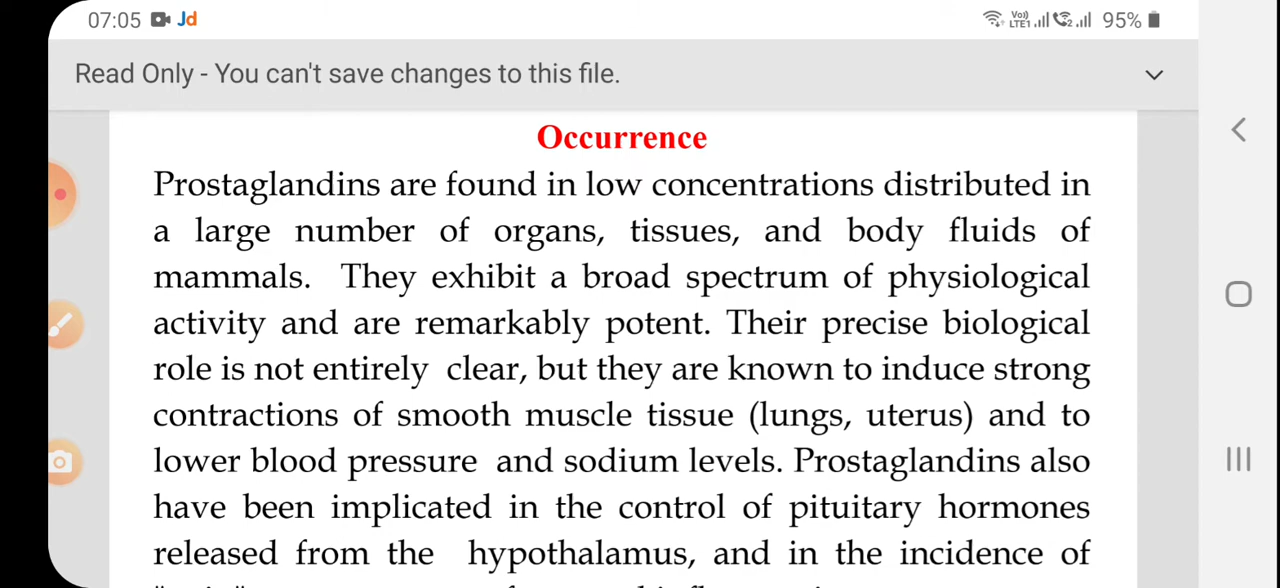 07:05 Jd
Vo)) LTE1 2 95%
Read Only - You can't save changes to this file.
Occurrence
Prostaglandins are found in low concentrations distributed in
a large number of organs, tissues, and body fluids of
mammals. They exhibit a broad spectrum of physiological
activity and are remarkably potent. Their precise biological
role is not entirely clear, but they are known to induce strong
contractions of smooth muscle tissue (lungs, uterus) and to
lower blood pressure and sodium levels. Prostaglandins also
have been implicated in the control of pituitary hormones
released from the hypothalamus, and in the incidence of